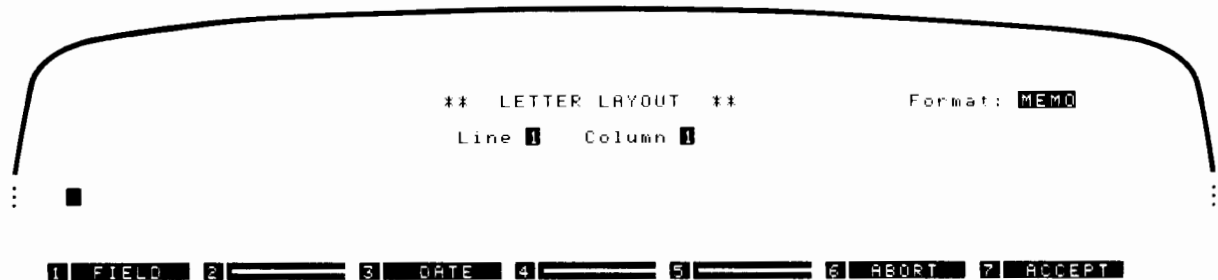 ** LETTER LAYOUT ** Format: MEMO
Line 1 Column 1
1 FIELD 2 3 DATE 4 5 6 ABORT 7 ACCEPT